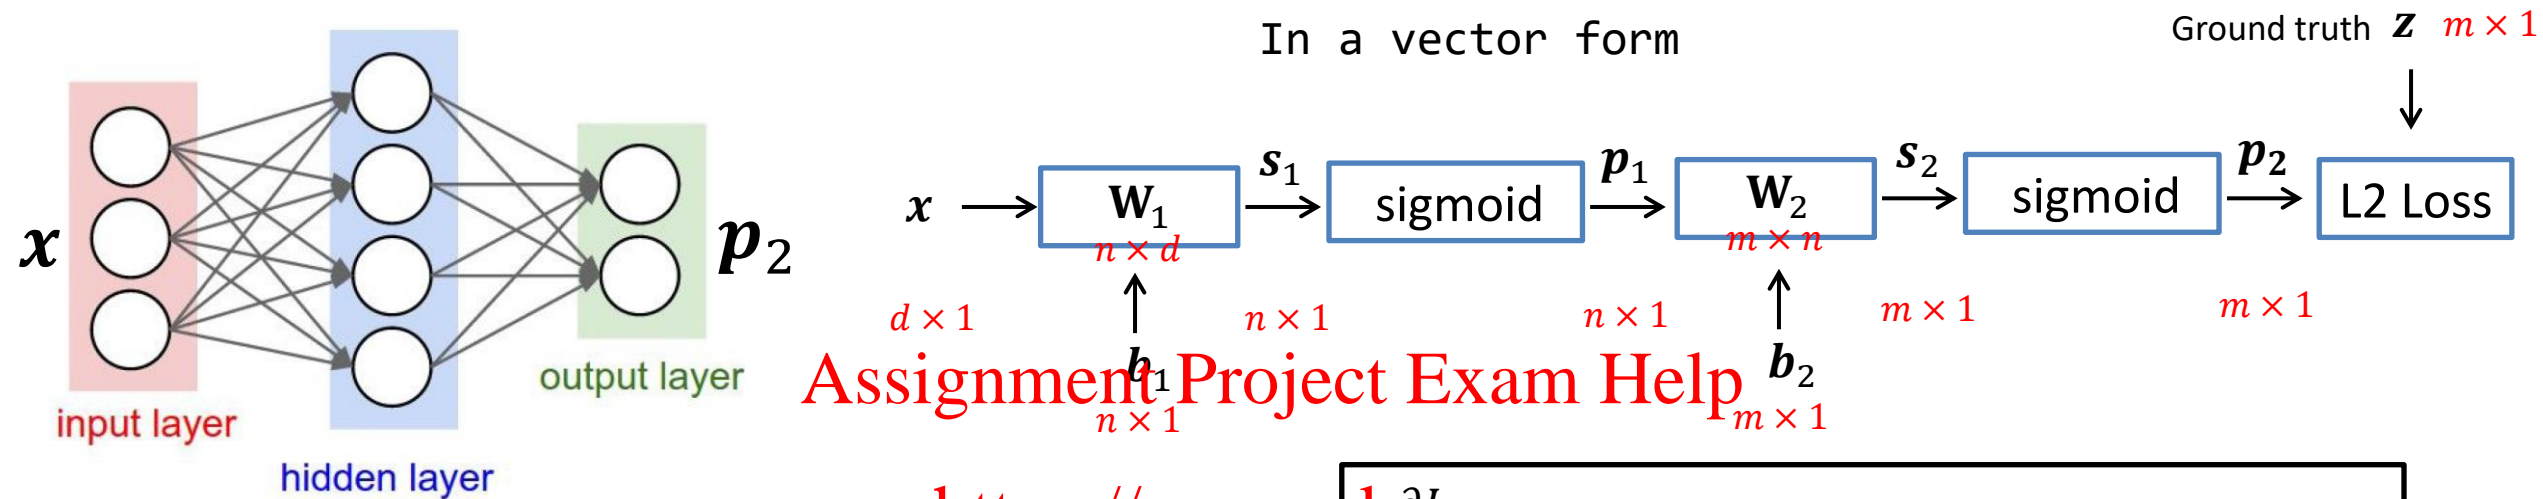 In a vector form
Ground truth z m × 1
x
input layer
hidden layer
output layer
p₂
x
W₁
n × d
s₁
sigmoid
p₁
W₂
m × n
s₂
sigmoid
p₂
L2 Loss
d × 1
n × 1
n × 1
m × 1
m × 1
b₁
n × 1
b₂
m × 1
Assignment Project Exam Help